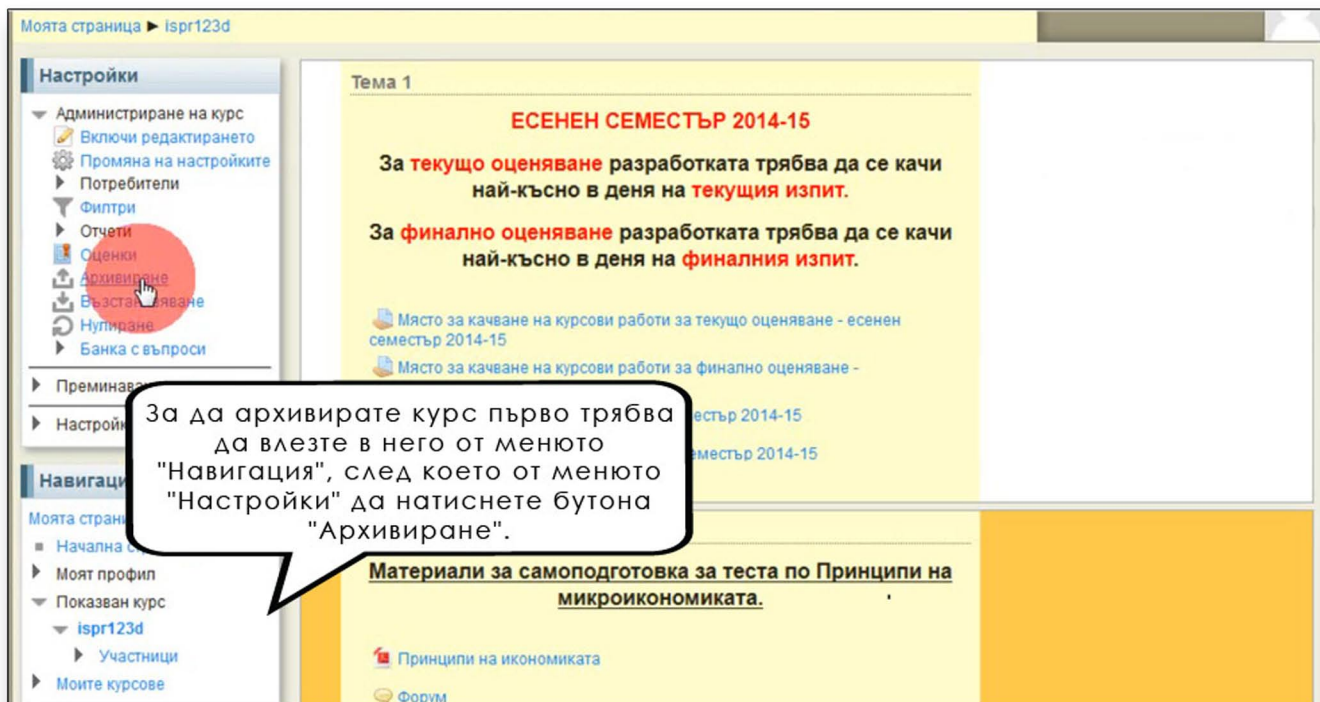 Моята страница ► ispr123d
Настройки
Администриране на курс
Включи редактирането
Промяна на настройките
Потребители
Филтри
Отчети
Оценки
Архивиране
Възстановяване
Нулиране
Банка с въпроси
За да архивирате курс първо трябва
да влезте в него от менюто
"Навигация", след което от менюто
"Настройки" да натиснете бутона
"Архивиране".
Моят профил
Показван курс
ispr123d
Участници
Моите курсове
Тема 1
ЕСЕНЕН СЕМЕСТЪР 2014-15
За текущо оценяване разработката трябва да се качи
най-късно в деня на текущия изпит.
За финално оценяване разработката трябва да се качи
най-късно в деня на финалния изпит.
Място за качване на курсови работи за текущо оценяване - есенен
семестър 2014-15
Място за качване на курсови работи за финално оценяване -
2014-15
2014-15
Материали за самоподготовка за теста по Принципи на
микроикономиката.
Принципи на икономиката
Форум